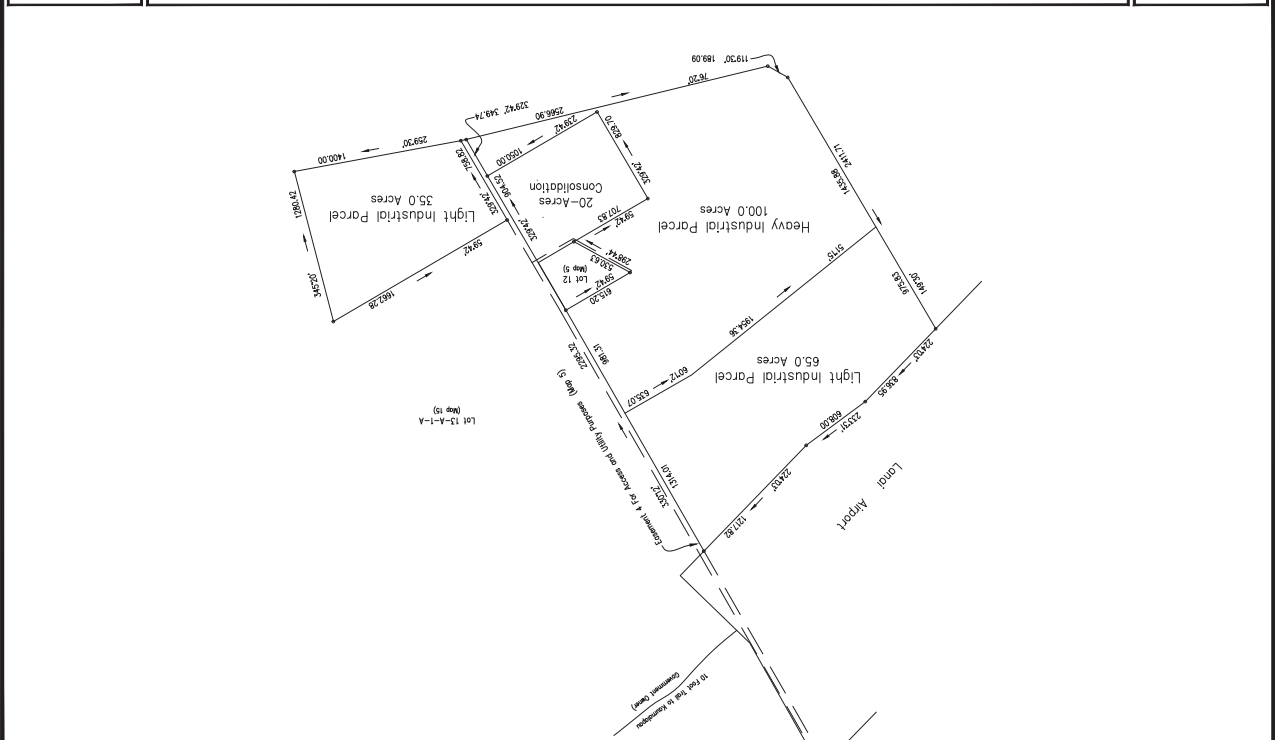 10 Foot Trail to Kaumalapau
(Government Owner)
Lanai
Airport
1217.82
224°03'
608.00
233°51'
836.95
224°03'
Easement 4 For Access and Utility Purposes (Map 5)
330°12'
1314.01
Lot 13-A-1-A
(Map 15)
Light Industrial Parcel
65.0 Acres
635.07
60°12'
1954.36
51°15'
981.31
2295.32
149°30'
975.83
1662.28
59°42'
345°20'
1280.42
615.20
59°42'
Lot 12
(Map 5)
530.63
298°44'
Heavy Industrial Parcel
100.0 Acres
Light Industrial Parcel
35.0 Acres
329°42'
707.83
59°42'
20-Acres
Consolidation
329°42'
904.52
329°42'
758.82
1435.88
2411.71
1400.00
259°30'
1050.00
239°42'
829.70
329°42'
329°42' 349.74
2566.90
76°20'
119°30' 189.09